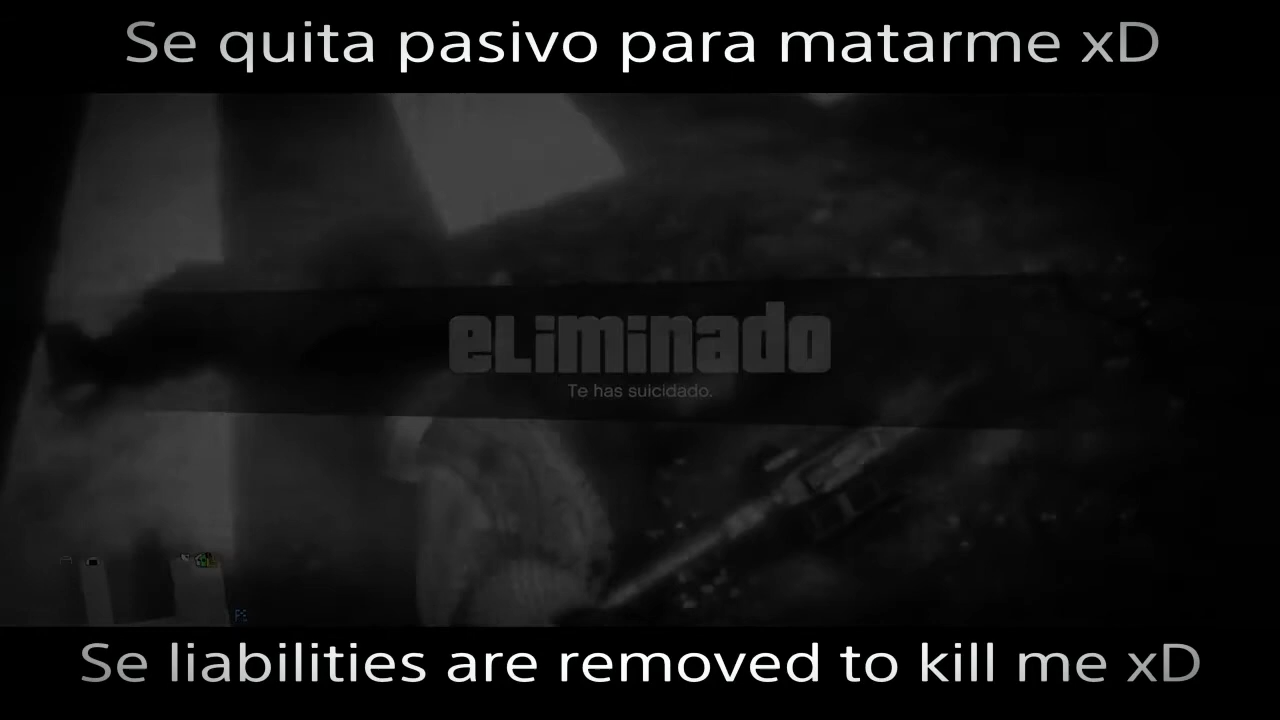 Se quita pasivo para matarme xD
eLiminado
Te has suicidado.
Se liabilities are removed to kill me xD